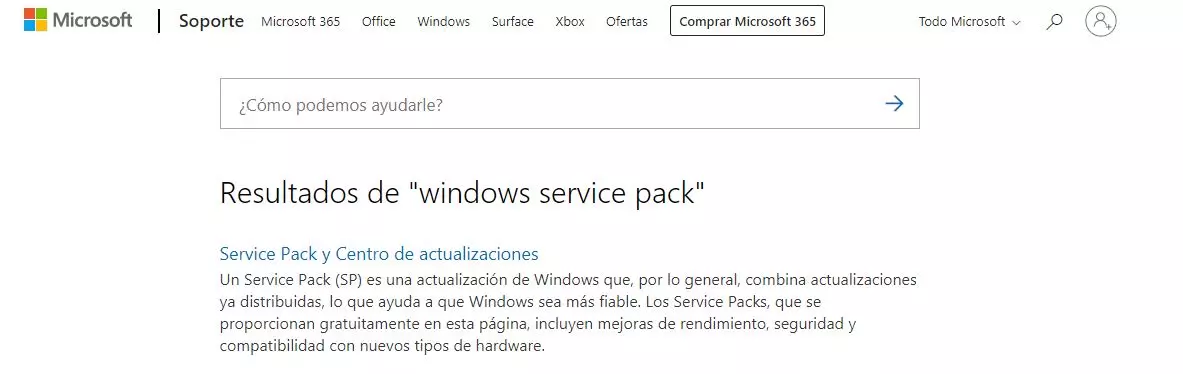 Microsoft | Soporte Microsoft 365 Office Windows Surface Xbox Ofertas Comprar Microsoft 365 Todo Microsoft
¿Cómo podemos ayudarle?
Resultados de "windows service pack"
Service Pack y Centro de actualizaciones
Un Service Pack (SP) es una actualización de Windows que, por lo general, combina actualizaciones
ya distribuidas, lo que ayuda a que Windows sea más fiable. Los Service Packs, que se
proporcionan gratuitamente en esta página, incluyen mejoras de rendimiento, seguridad y
compatibilidad con nuevos tipos de hardware.